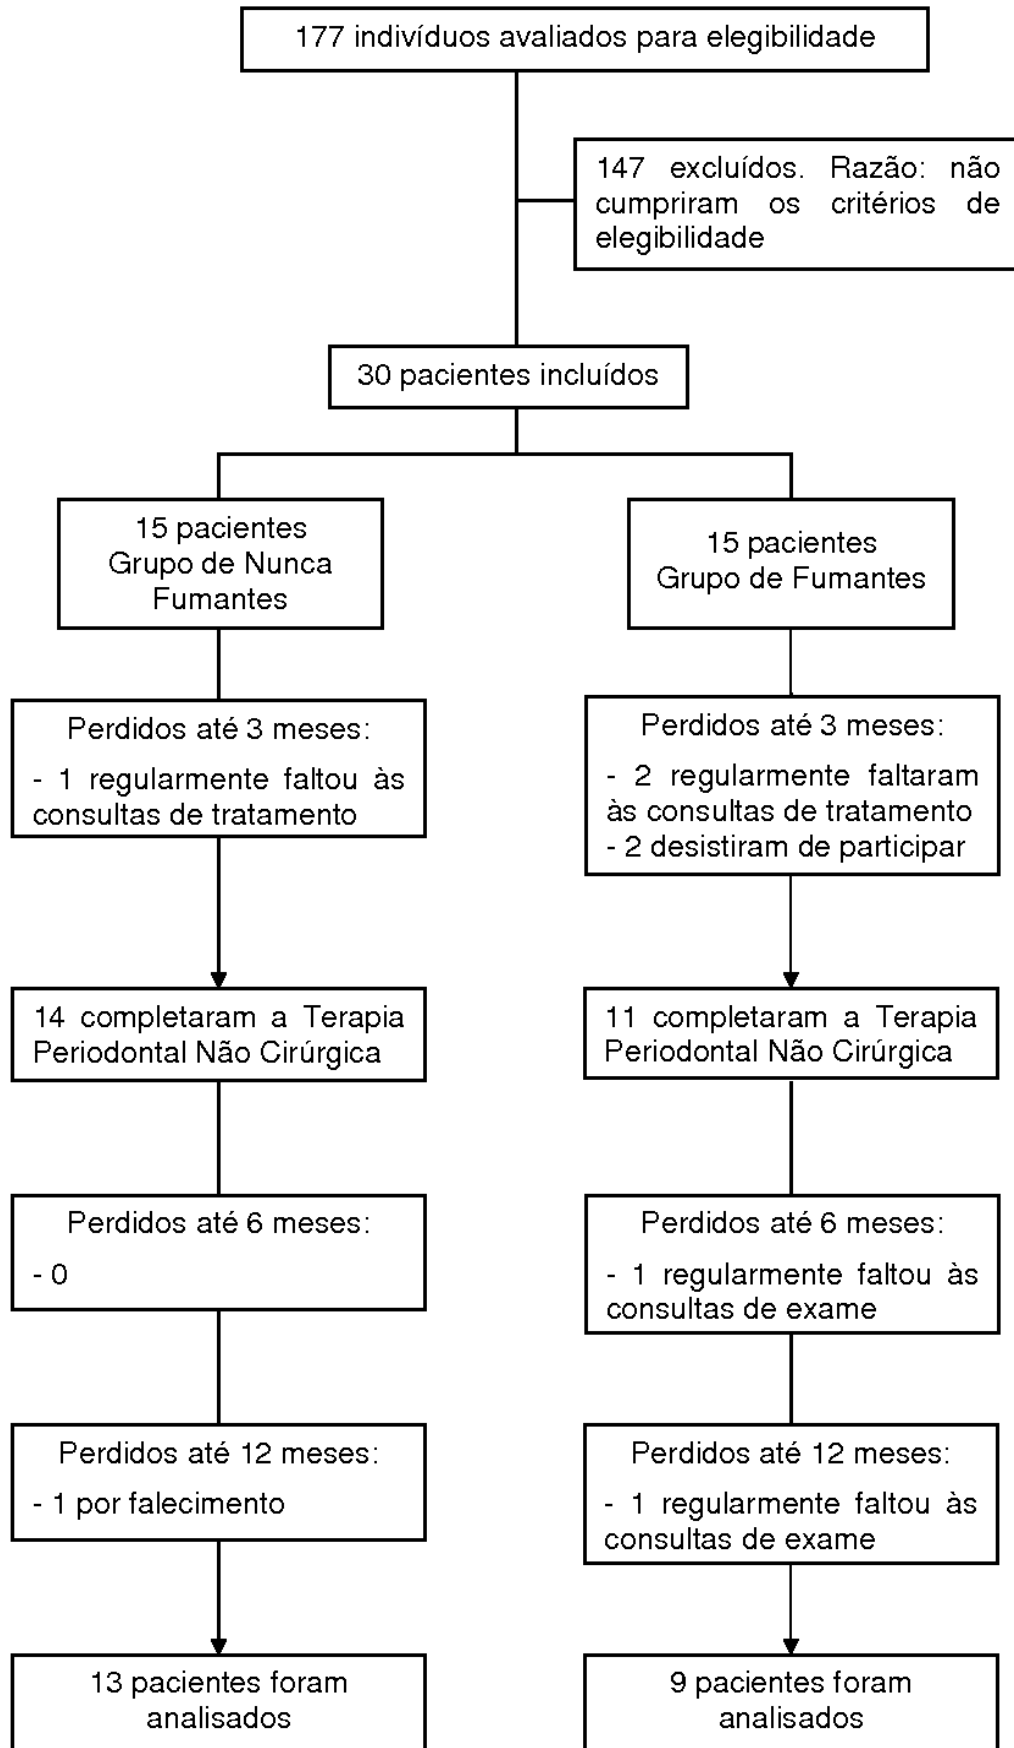 177 indivíduos avaliados para elegibilidade
147 excluídos. Razão: não
cumpriram os critérios de
elegibilidade
30 pacientes incluídos
15 pacientes
Grupo de Nunca
Fumantes
15 pacientes
Grupo de Fumantes
Perdidos até 3 meses:
- 1 regularmente faltou às
consultas de tratamento
Perdidos até 3 meses:
- 2 regularmente faltaram
às consultas de tratamento
- 2 desistiram de participar
14 completaram a Terapia
Periodontal Não Cirúrgica
11 completaram a Terapia
Periodontal Não Cirúrgica
Perdidos até 6 meses:
- 0
Perdidos até 6 meses:
- 1 regularmente faltou às
consultas de exame
Perdidos até 12 meses:
- 1 por falecimento
Perdidos até 12 meses:
- 1 regularmente faltou às
consultas de exame
13 pacientes foram
analisados
9 pacientes foram
analisados